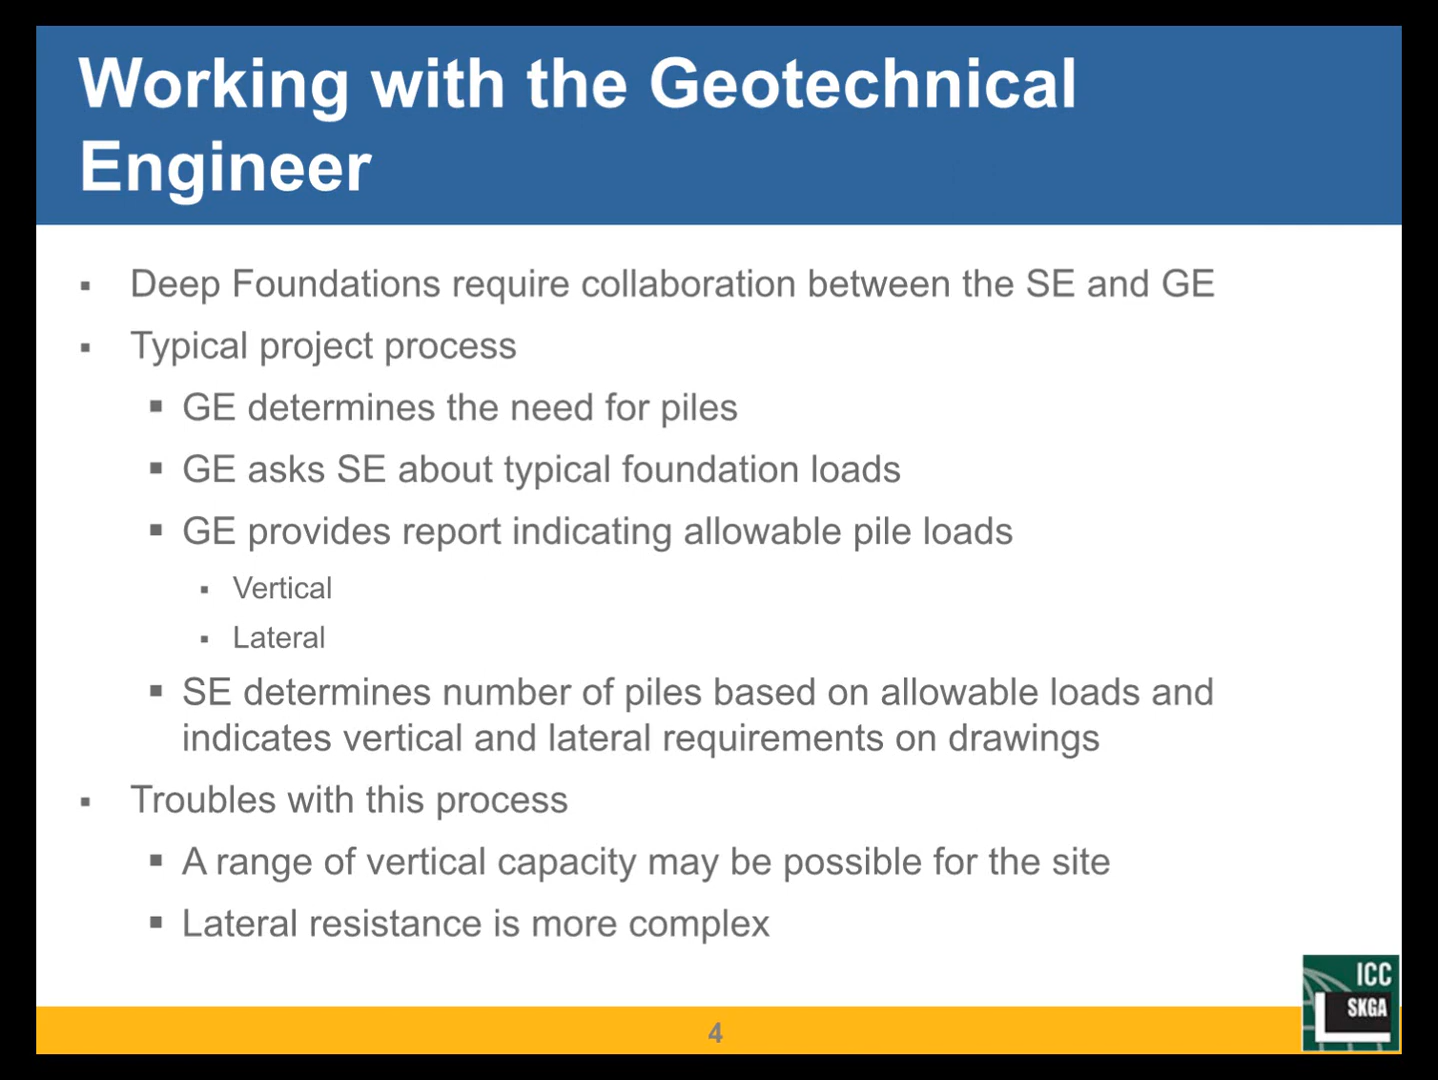 Working with the Geotechnical
Engineer
▪ Deep Foundations require collaboration between the SE and GE
▪ Typical project process
▪ GE determines the need for piles
▪ GE asks SE about typical foundation loads
▪ GE provides report indicating allowable pile loads
▪ Vertical
▪ Lateral
▪ SE determines number of piles based on allowable loads and
indicates vertical and lateral requirements on drawings
▪ Troubles with this process
▪ A range of vertical capacity may be possible for the site
▪ Lateral resistance is more complex
ICC
SKGA
4